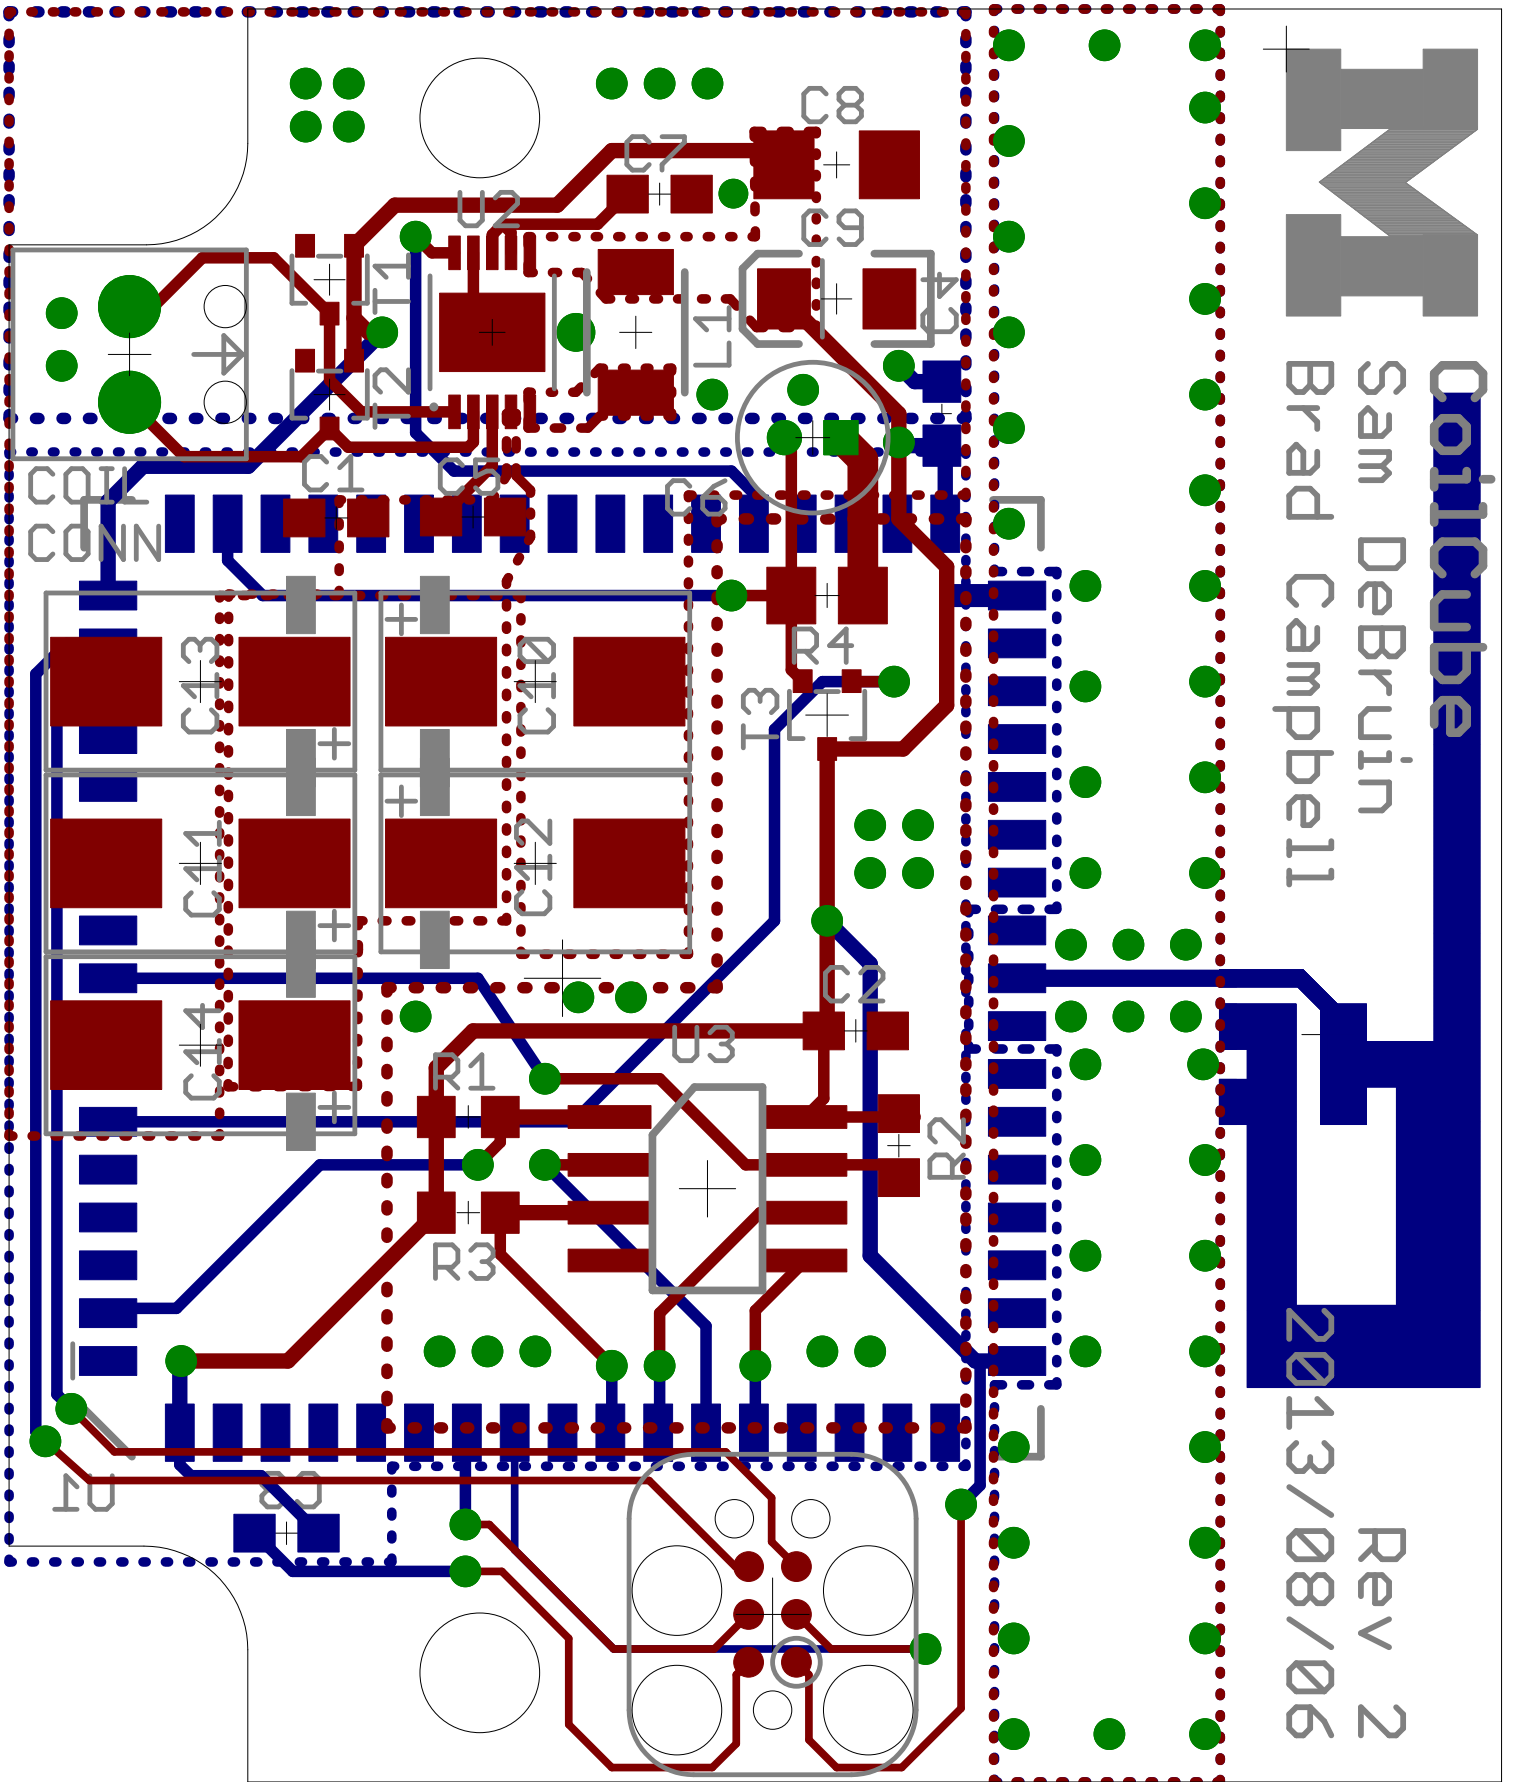 M
C8
C7
U2
C9
T1
C4
L1
T2
COIL
CONN
C1
C5
C6
C13
C10
R4
T3
C11
C12
C2
C14
U3
R1
R2
R3
U1
C3
CoilCube
Sam DeBruin
Brad Campbell
Rev 2
2013/08/06